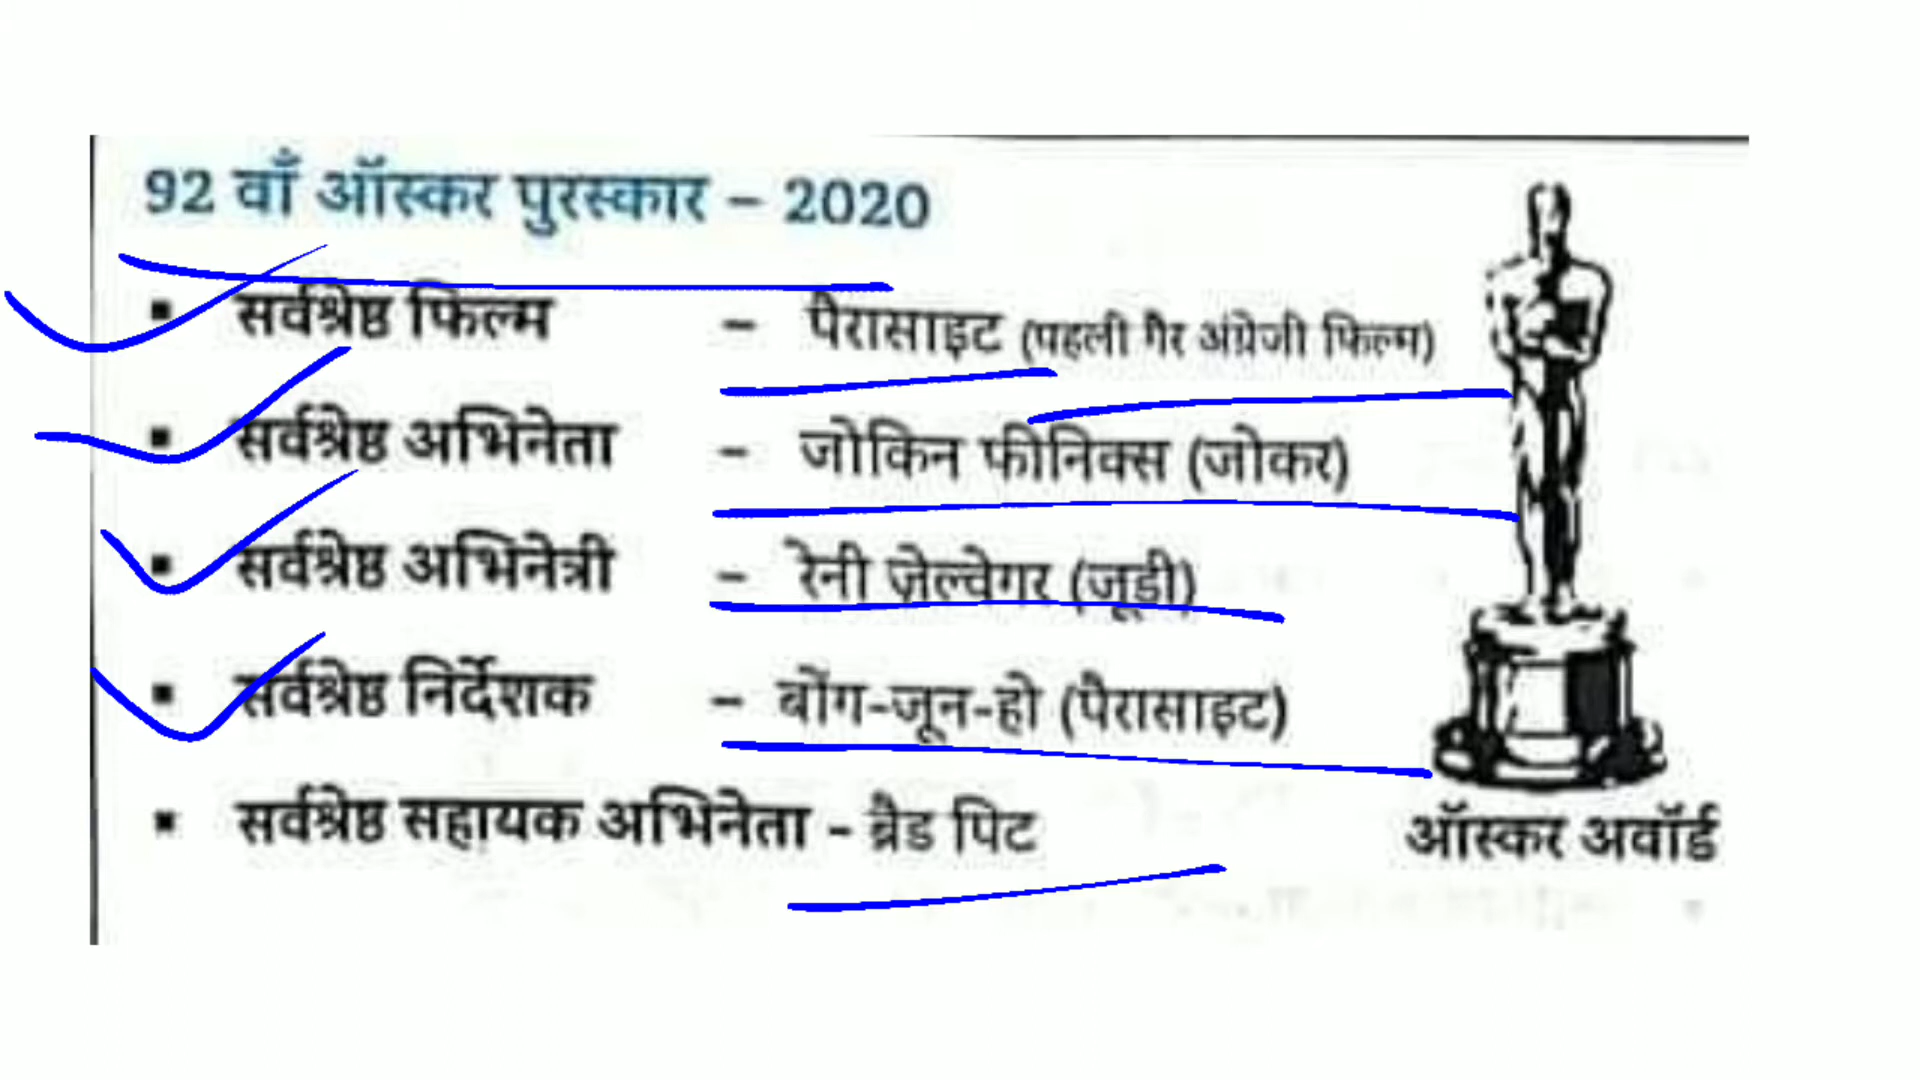 92 वाँ ऑस्कर पुरस्कार – 2020
▪ सर्वश्रेष्ठ फिल्म – पैरासाइट (पहली गैर अंग्रेजी फिल्म)
▪ सर्वश्रेष्ठ अभिनेता – जोकिन फीनिक्स (जोकर)
▪ सर्वश्रेष्ठ अभिनेत्री – रेनी ज़ेल्वेगर (जूडी)
▪ सर्वश्रेष्ठ निर्देशक – बोंग-जून-हो (पैरासाइट)
▪ सर्वश्रेष्ठ सहायक अभिनेता - ब्रैड पिट
ऑस्कर अवॉर्ड